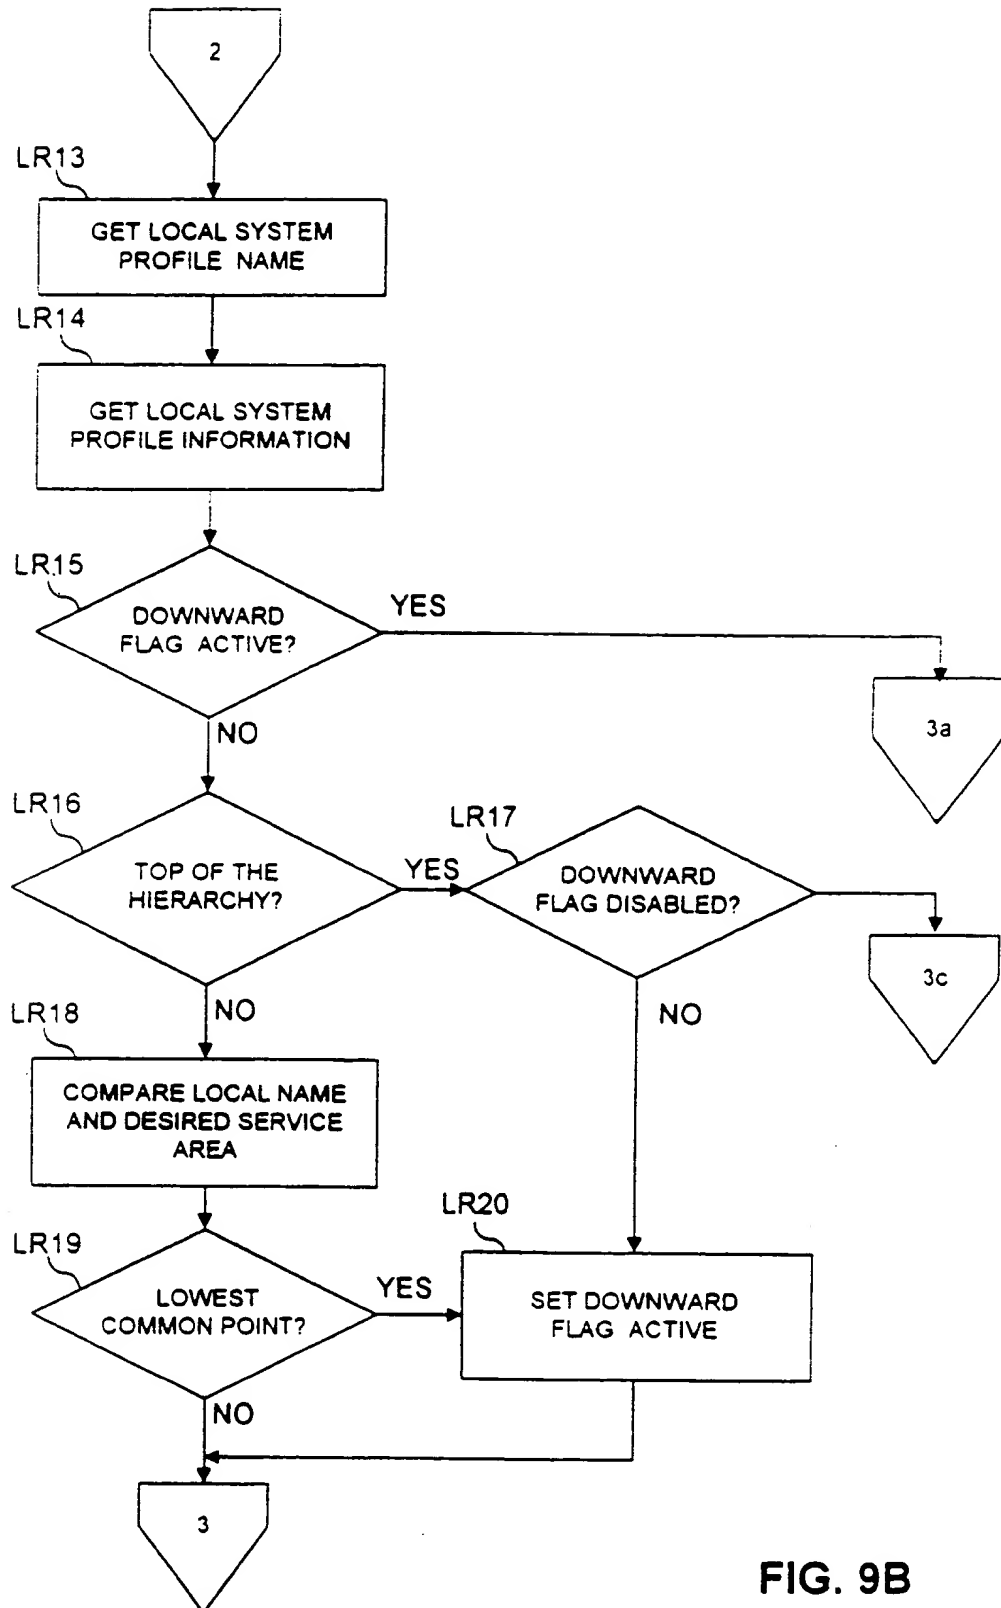 2
LR13
GET LOCAL SYSTEM
PROFILE NAME
LR14
GET LOCAL SYSTEM
PROFILE INFORMATION
LR15
DOWNWARD
FLAG ACTIVE?
YES
3a
NO
LR16
TOP OF THE
HIERARCHY?
YES
LR17
DOWNWARD
FLAG DISABLED?
3c
NO
NO
LR18
COMPARE LOCAL NAME
AND DESIRED SERVICE
AREA
LR19
LOWEST
COMMON POINT?
YES
LR20
SET DOWNWARD
FLAG ACTIVE
NO
3
FIG. 9B